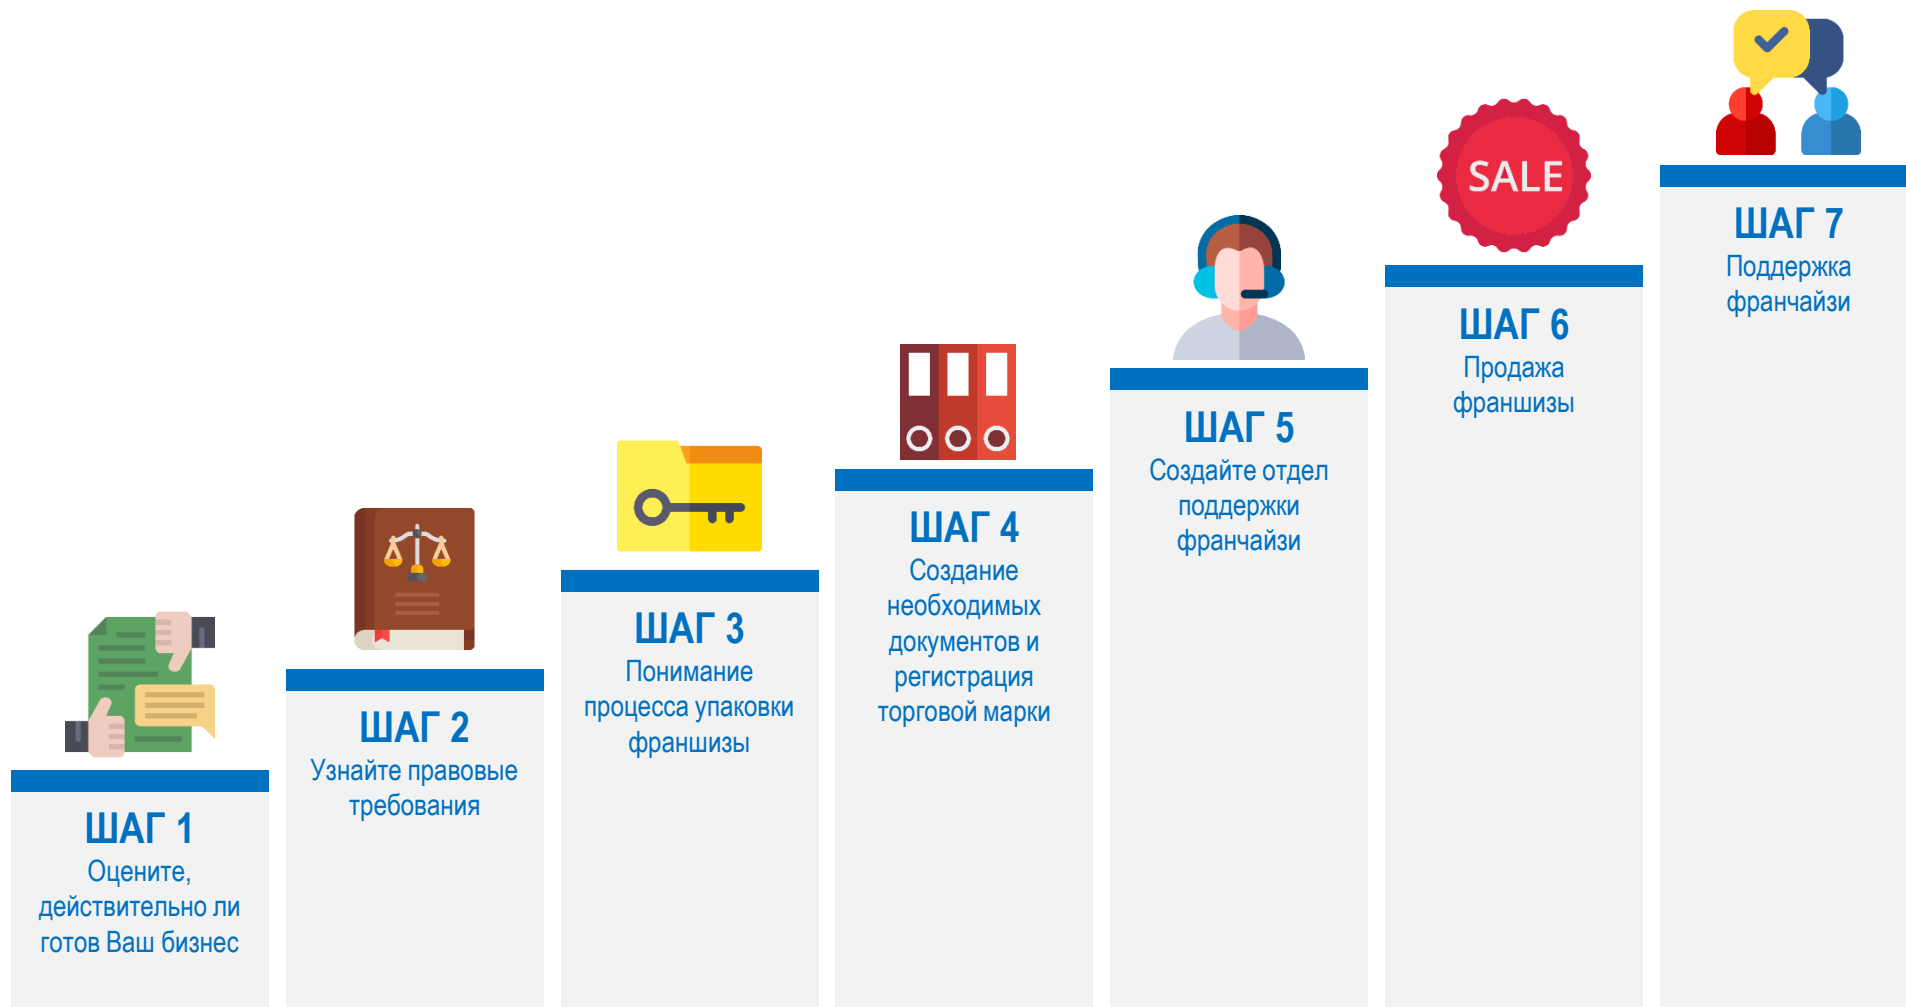 ШАГ 1
Оцените,
действительно ли
готов Ваш бизнес
ШАГ 2
Узнайте правовые
требования
ШАГ 3
Понимание
процесса упаковки
франшизы
ШАГ 4
Создание
необходимых
документов и
регистрация
торговой марки
ШАГ 5
Создайте отдел
поддержки
франчайзи
SALE
ШАГ 6
Продажа
франшизы
ШАГ 7
Поддержка
франчайзи